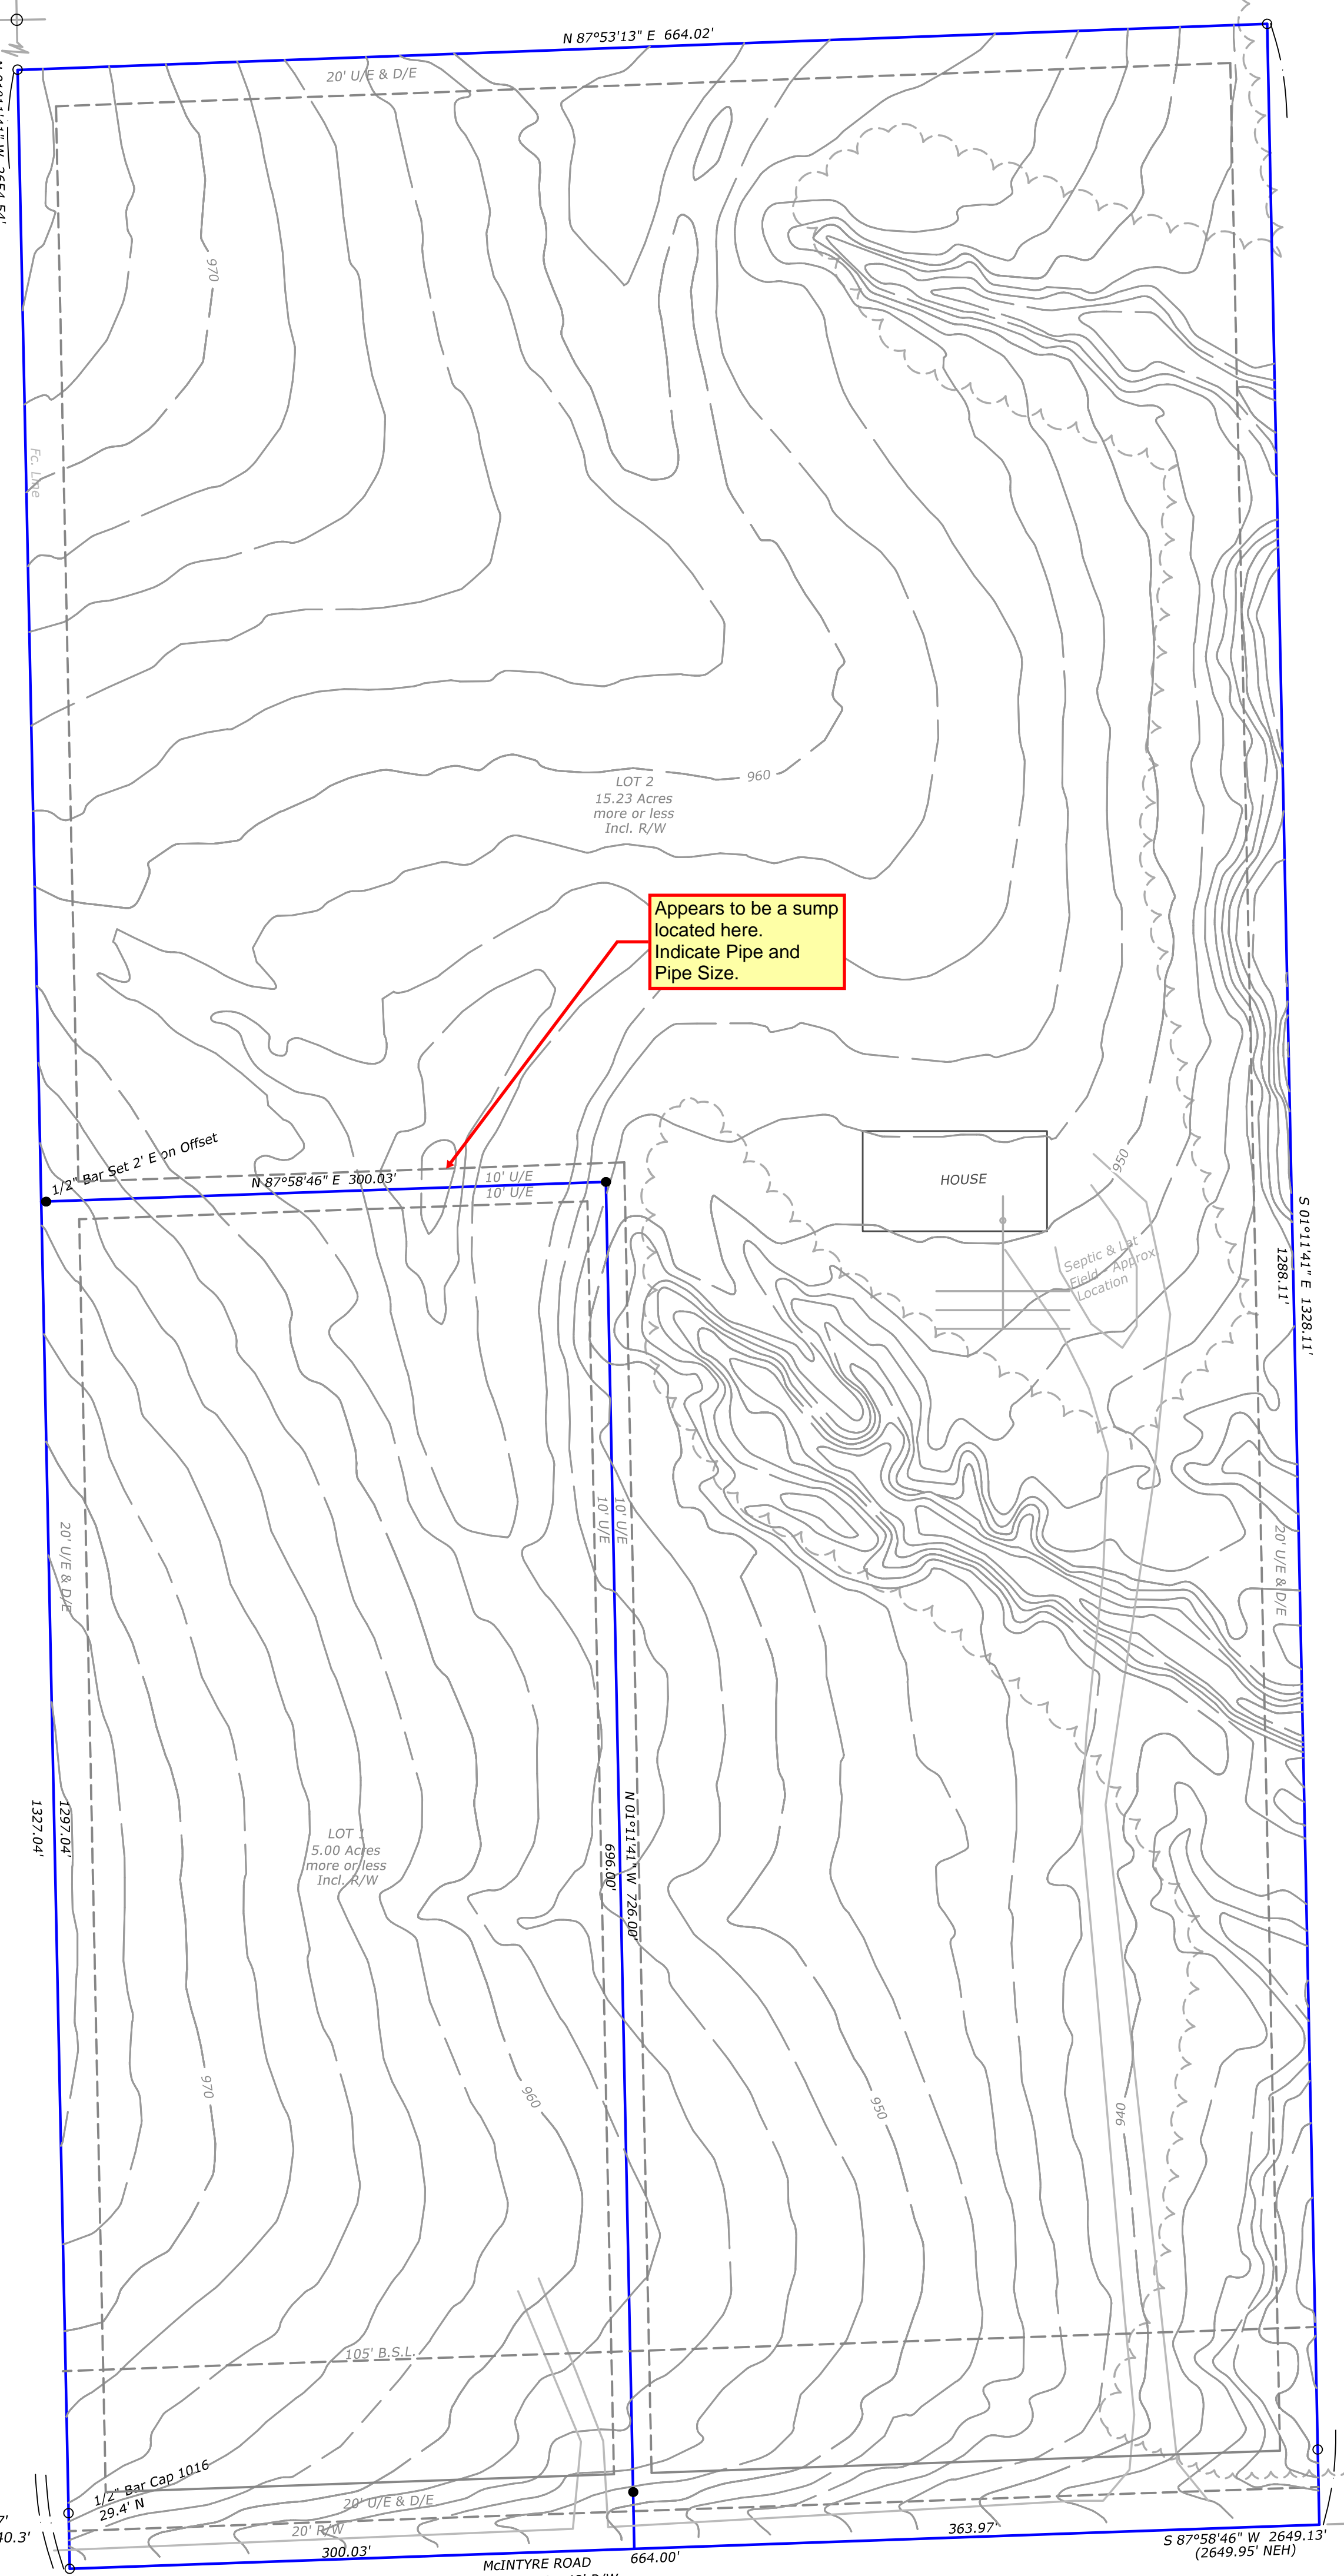 N 87°53'13" E 664.02'
20' U/E & D/E
2654.54'
970
Fc. Line
960
LOT 2
15.23 Acres
more or less
Incl. R/W
Appears to be a sump
located here.
Indicate Pipe and
Pipe Size.
1/2" Bar Set 2' E on Offset
N 87°58'46" E 300.03'
10' U/E
10' U/E
HOUSE
950
Septic & Lat
Field - Approx.
Location
S 01°11'41" E 1328.11'
1288.11'
10' U/E
10' U/E
20' U/E & D/E
20' U/E & D/E
1327.04'
1297.04'
LOT 1
5.00 Acres
more or less
Incl. R/W
696.00'
N 01°11'41" W 726.00'
970
960
950
940
105' B.S.L.
1/2" Bar Cap 1016
29.4' N
20' U/E & D/E
20' R/W
40.3'
300.03'
McINTYRE ROAD
664.00'
363.97'
S 87°58'46" W 2649.13'
(2649.95' NEH)